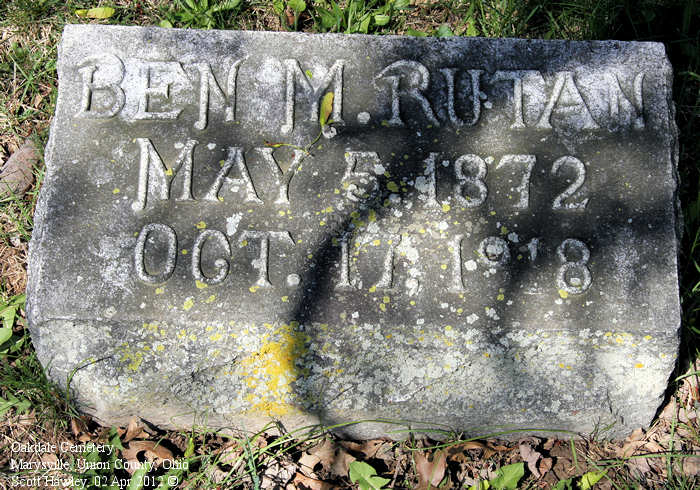 BEN M. RUTAN
MAY 5 1872
OCT. 17, 1918
Oakdale Cemetery
Marysville, Union County, Ohio
Scott Hawley, 02 Apr 2012 ©